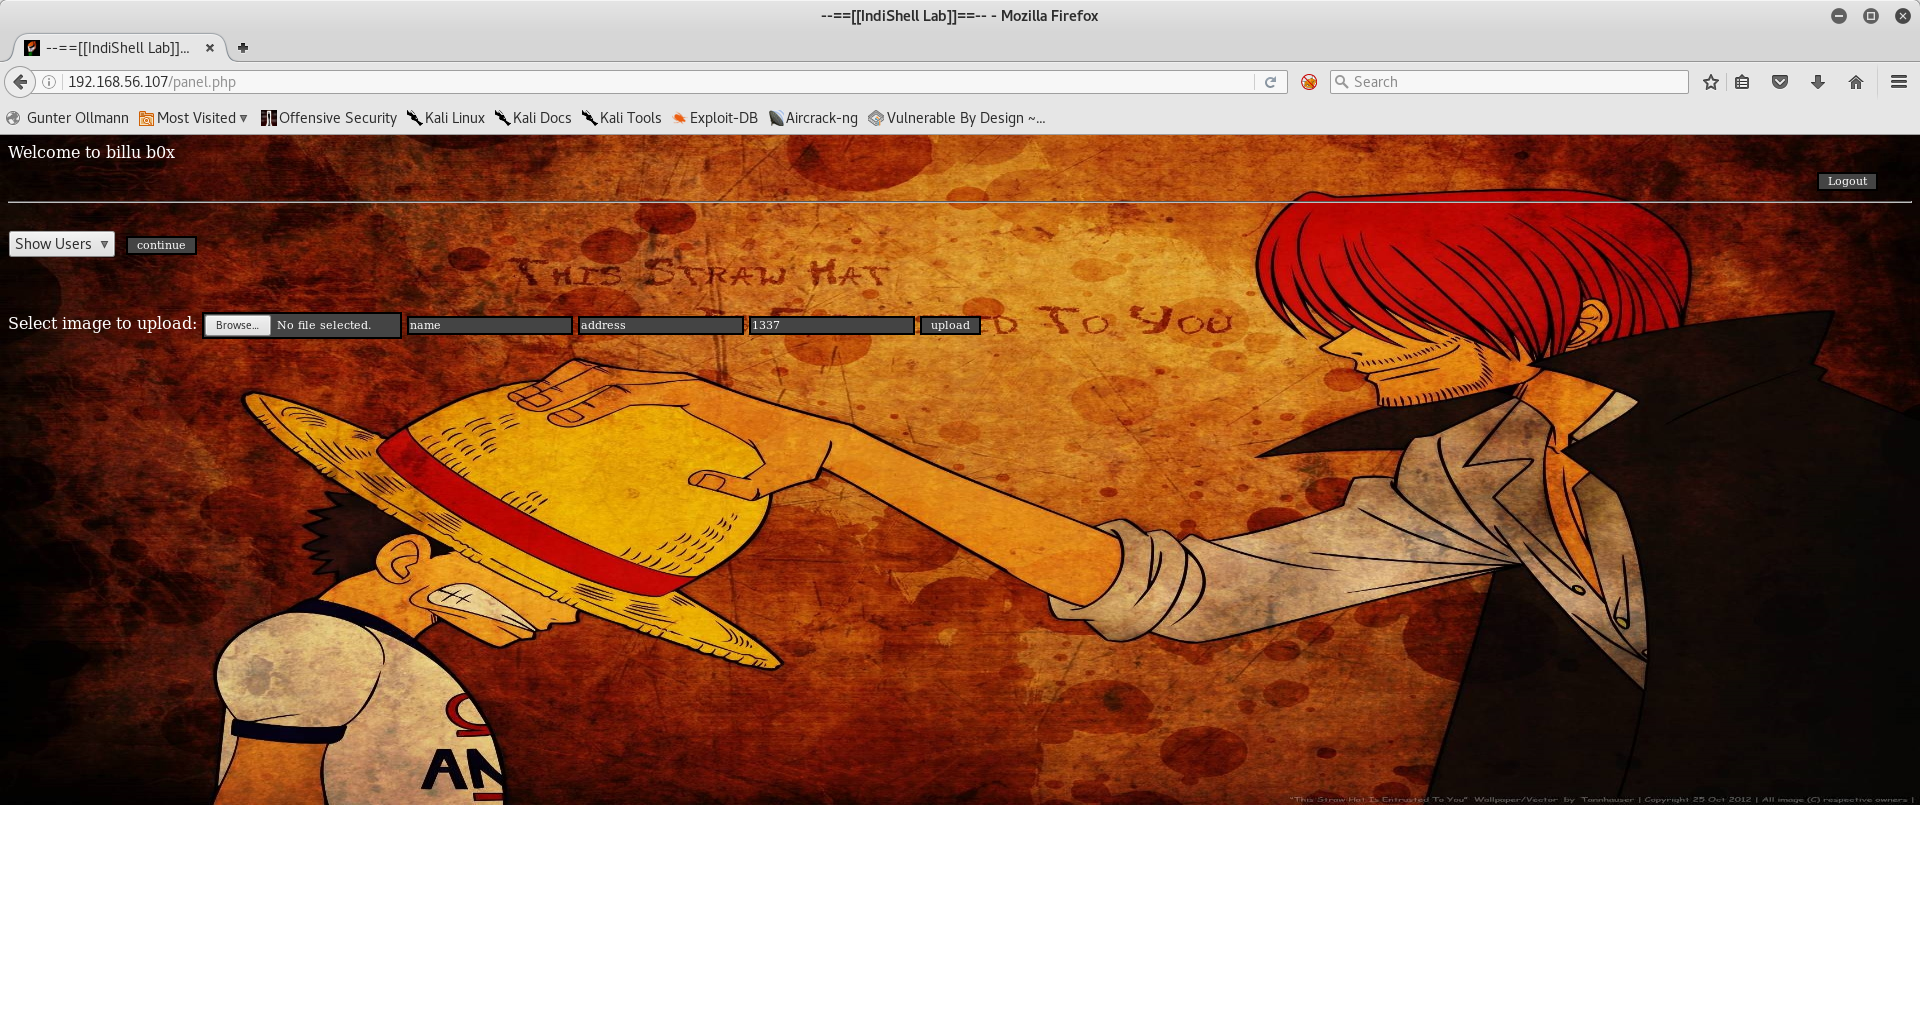 --==[[IndiShell Lab]]==-- - Mozilla Firefox
--==[[IndiShell Lab]]...
192.168.56.107/panel.php
Search
Gunter Ollmann Most Visited Offensive Security Kali Linux Kali Docs Kali Tools Exploit-DB Aircrack-ng Vulnerable By Design ~...
Welcome to billu b0x
Logout
Show Users continue
This Straw Hat
Select image to upload: Browse... No file selected. name address 1337 upload
d To You
AN
"This Straw Hat Is Entrusted To You" Wallpaper/Vector by Tannhauser | Copyright 25 Oct 2012 | All image (C) respective owners |